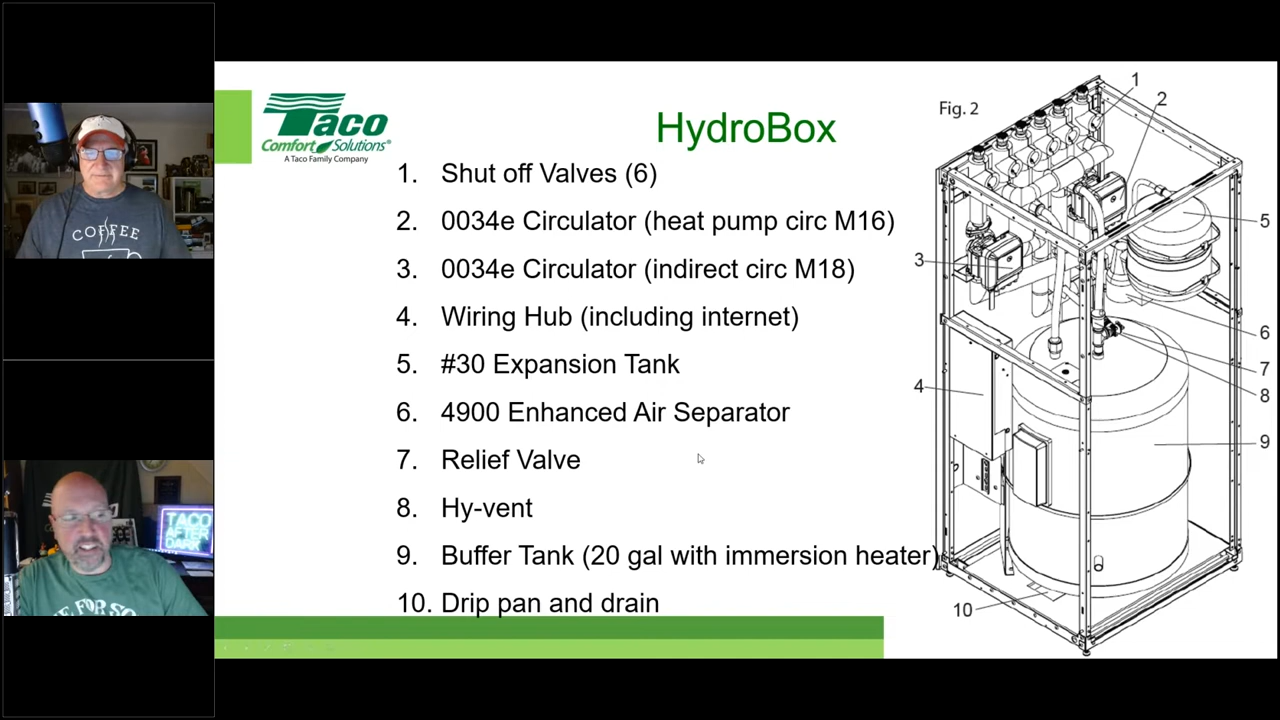 Taco
Comfort Solutions®
A Taco Family Company
HydroBox
1. Shut off Valves (6)
2. 0034e Circulator (heat pump circ M16)
3. 0034e Circulator (indirect circ M18)
4. Wiring Hub (including internet)
5. #30 Expansion Tank
6. 4900 Enhanced Air Separator
7. Relief Valve
8. Hy-vent
9. Buffer Tank (20 gal with immersion heater)
10. Drip pan and drain
Fig. 2
1
2
3
4
5
6
7
8
9
10
COFFEE
TACO
AFTER
DARK